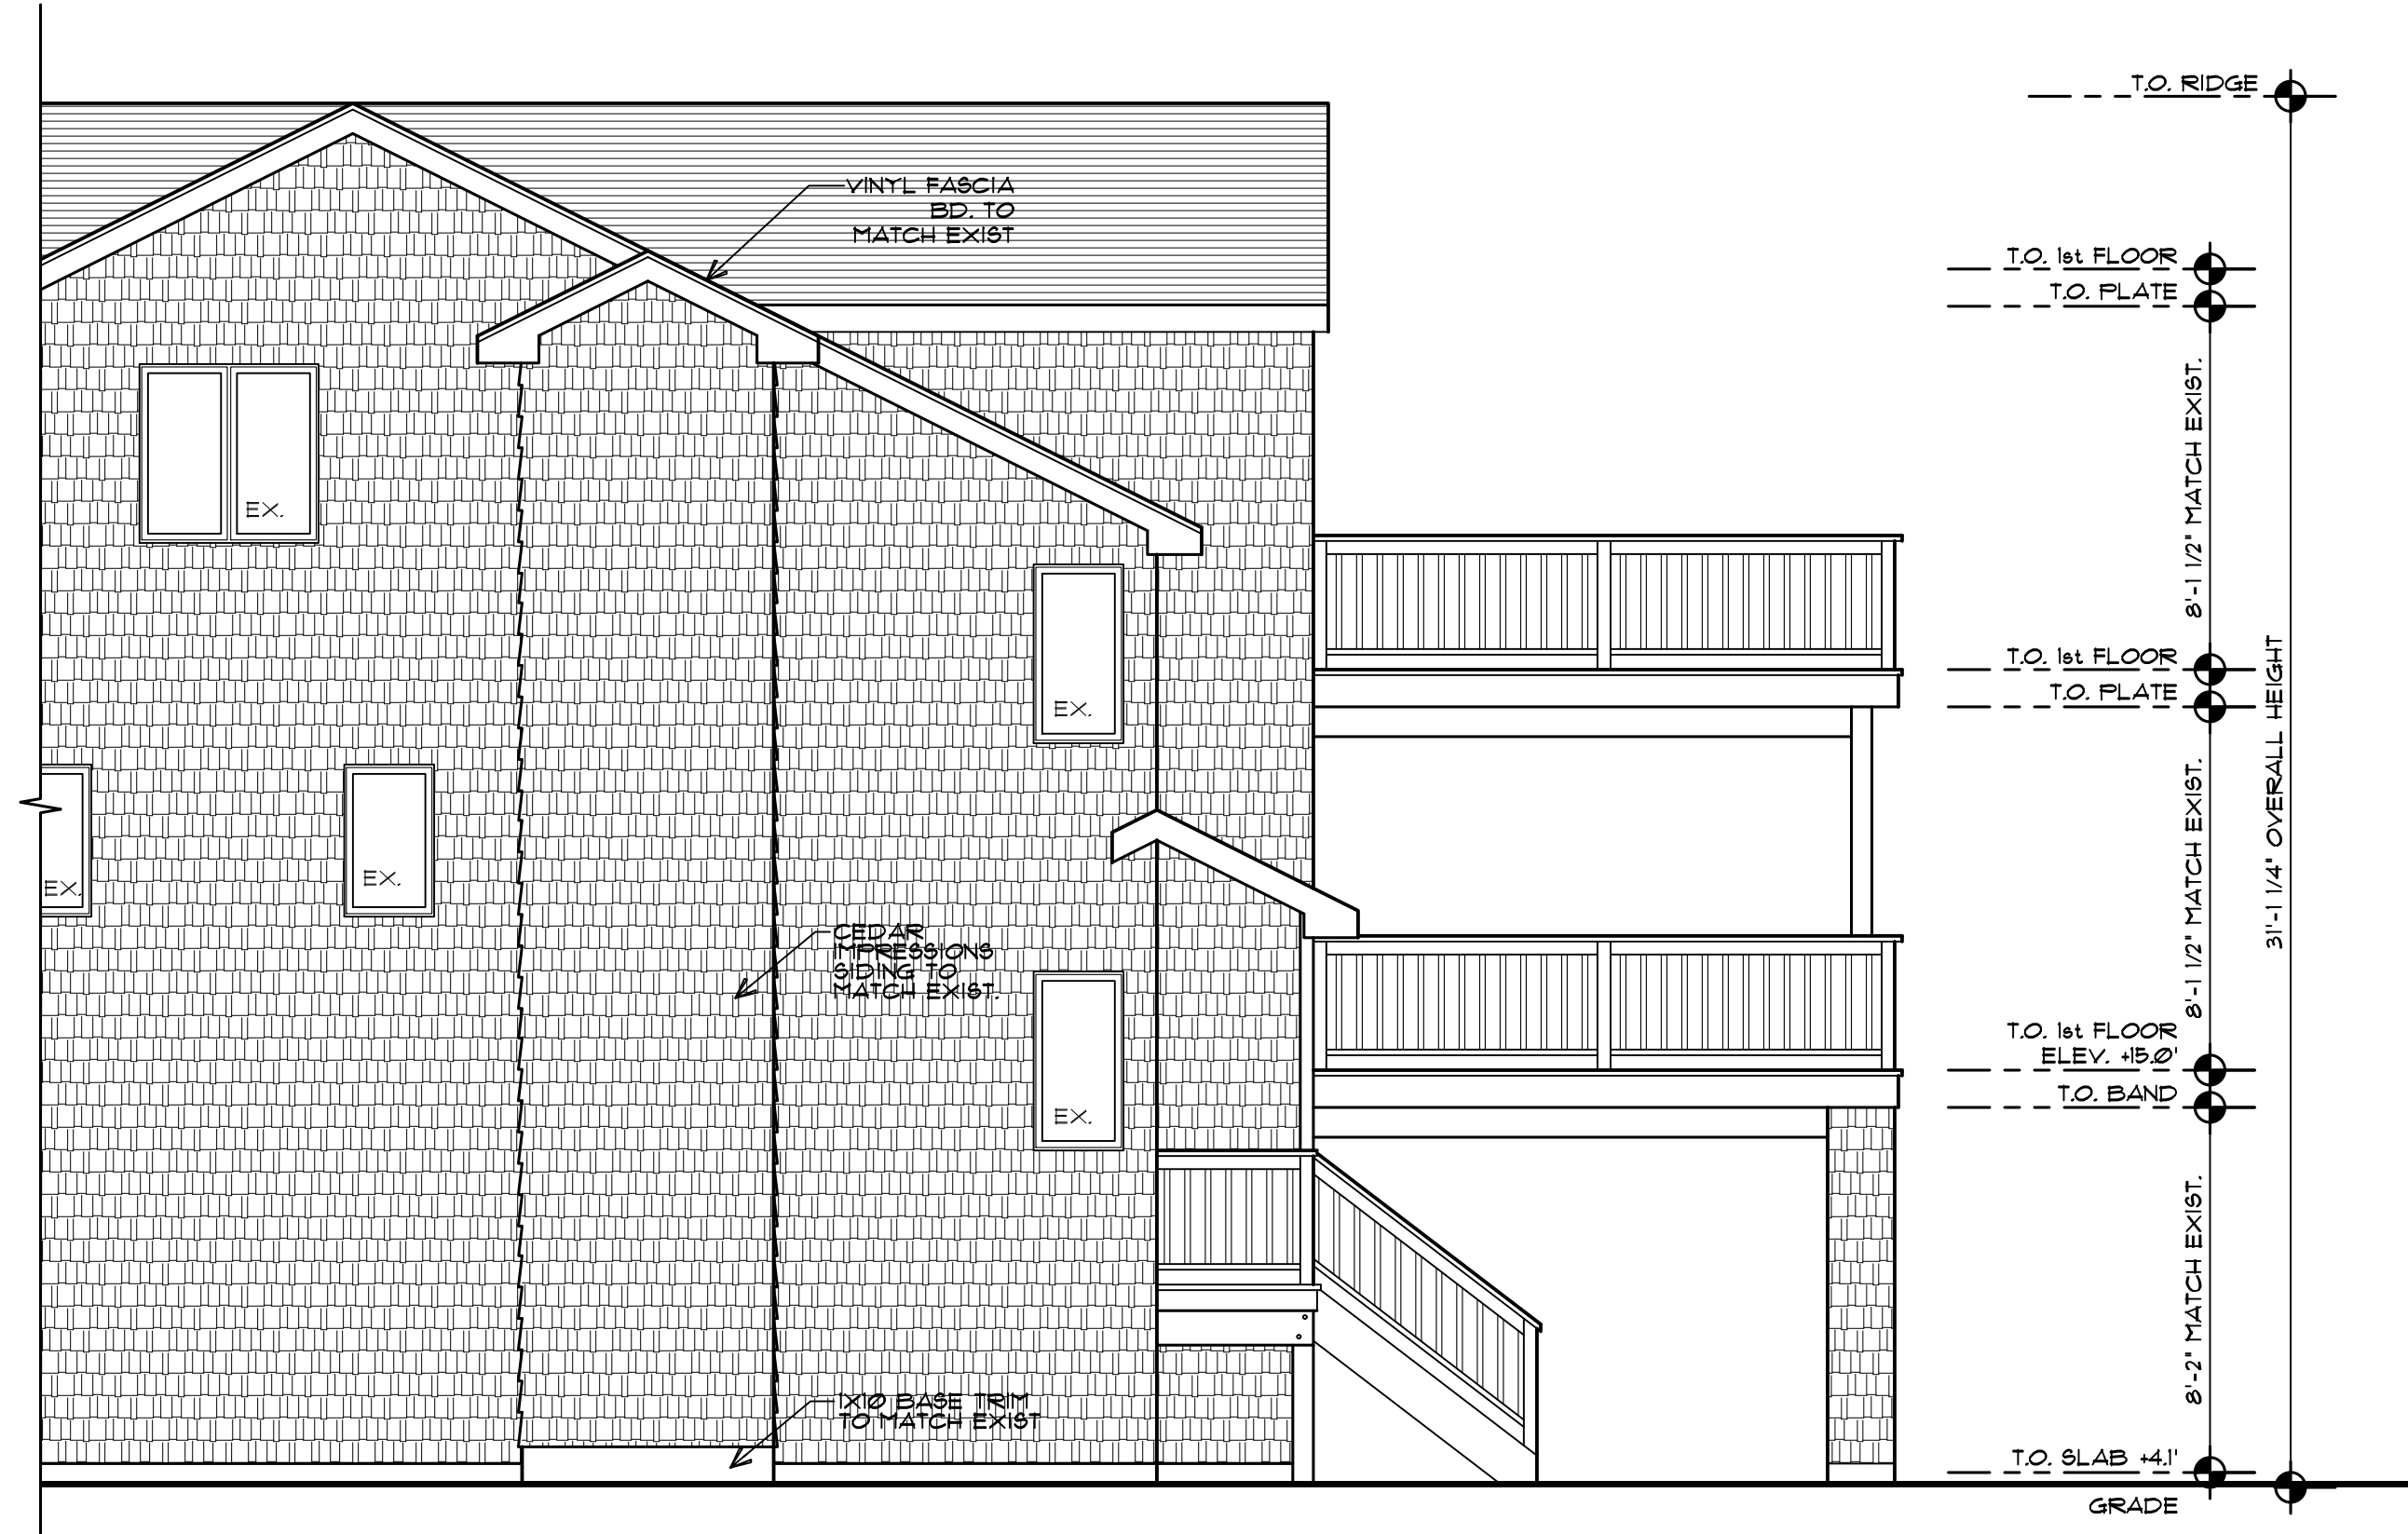 T.O. RIDGE
VINYL FASCIA
BD. TO
MATCH EXIST
T.O. 1st FLOOR
T.O. PLATE
8'-1 1/2" MATCH EXIST.
EX.
T.O. 1st FLOOR
T.O. PLATE
EX.
31'-1 1/4" OVERALL HEIGHT
8'-1 1/2" MATCH EXIST.
EX.
EX.
CEDAR
IMPRESSIONS
SIDING TO
MATCH EXIST.
T.O. 1st FLOOR
ELEV. +15.0'
T.O. BAND
EX.
8'-2" MATCH EXIST.
1X10 BASE TRIM
TO MATCH EXIST
T.O. SLAB +4.1'
GRADE